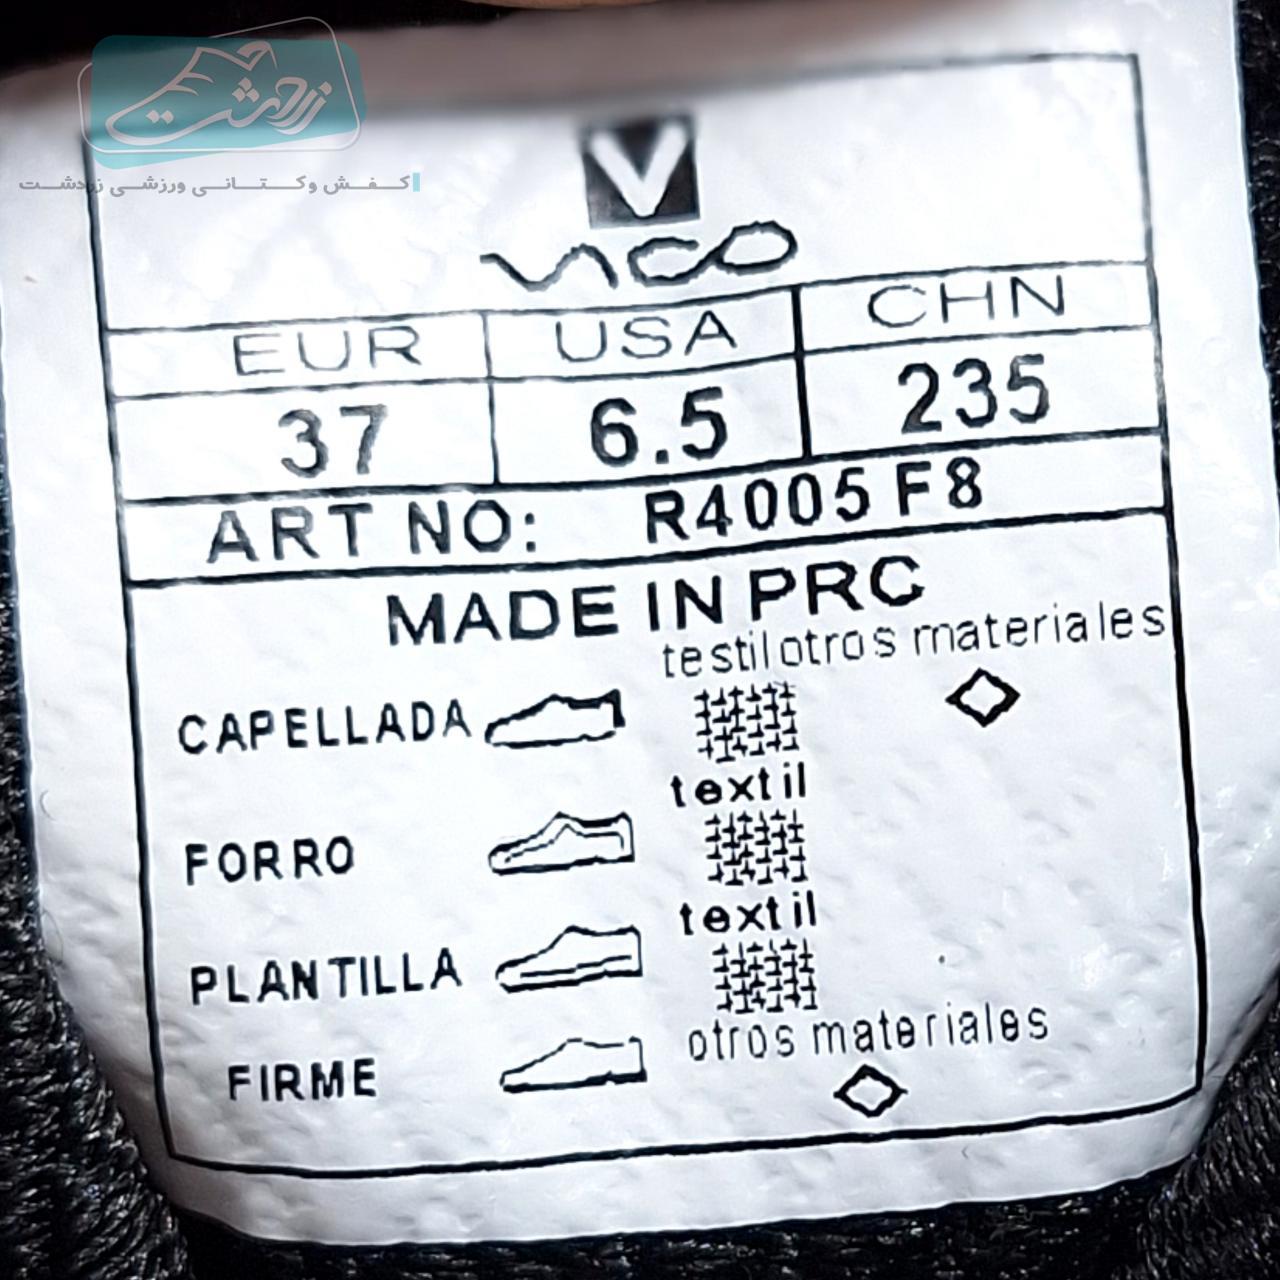 زردشت
کفش و کتانی ورزشی زردشت
V
VICO
EUR USA CHN
37 6.5 235
ART NO: R4005 F8
MADE IN PRC
testil otros materiales
CAPELLADA
textil
FORRO
textil
PLANTILLA
otros materiales
FIRME